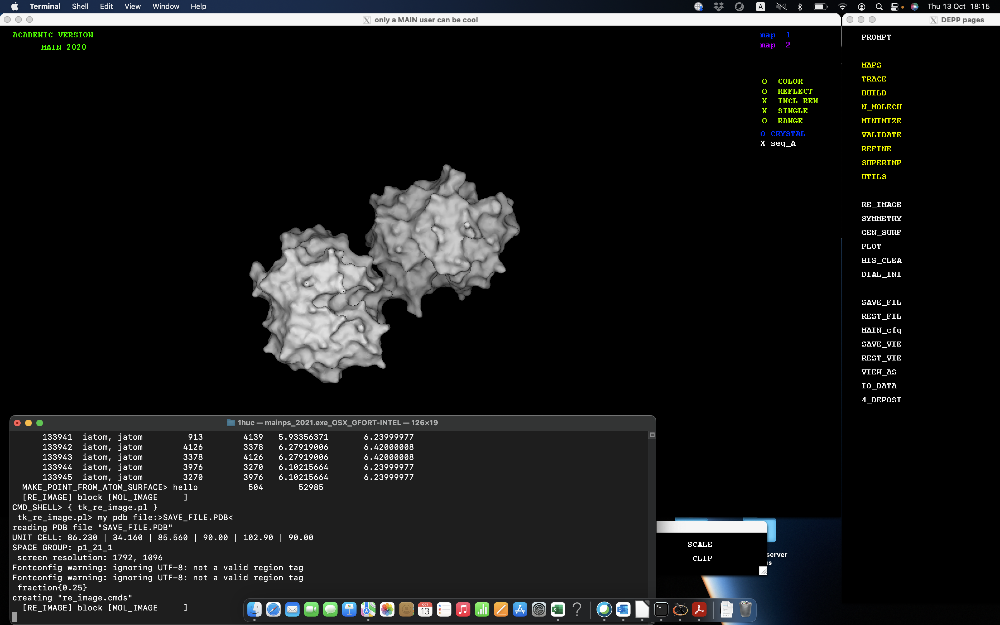 Terminal Shell Edit View Window Help
A
Thu 13 Oct 18:15
only a MAIN user can be cool
ACADEMIC VERSION
MAIN 2020
map 1
map 2
O COLOR
O REFLECT
X INCL_REM
X SINGLE
O RANGE
O CRYSTAL
X seg_A
DEPP pages
PROMPT
MAPS
TRACE
BUILD
N_MOLECU
MINIMIZE
VALIDATE
REFINE
SUPERIMP
UTILS
RE_IMAGE
SYMMETRY
GEN_SURF
PLOT
HIS_CLEA
DIAL_INI
SAVE_FIL
REST_FIL
MAIN_cfg
SAVE_VIE
REST_VIE
VIEW_AS
IO_DATA
4_DEPOSI
1huc — mainps_2021.exe_OSX_GFORT-INTEL — 126×19
133941 iatom, jatom 913 4139 5.93356371 6.23999977
133942 iatom, jatom 4126 3378 6.27919006 6.42000008
133943 iatom, jatom 3378 4126 6.27919006 6.42000008
133944 iatom, jatom 3976 3270 6.10215664 6.23999977
133945 iatom, jatom 3270 3976 6.10215664 6.23999977
MAKE_POINT_FROM_ATOM_SURFACE> hello 504 52985
[RE_IMAGE] block [MOL_IMAGE ]
CMD_SHELL> { tk_re_image.pl }
tk_re_image.pl> my pdb file:>SAVE_FILE.PDB<
reading PDB file "SAVE_FILE.PDB"
UNIT CELL: 86.230 | 34.160 | 85.560 | 90.00 | 102.90 | 90.00
SPACE GROUP: p1_21_1
screen resolution: 1792, 1096
Fontconfig warning: ignoring UTF-8: not a valid region tag
Fontconfig warning: ignoring UTF-8: not a valid region tag
fraction{0.25}
creating "re_image.cmds"
[RE_IMAGE] block [MOL_IMAGE ]
SCALE
CLIP
server
OCT
13
DOCX